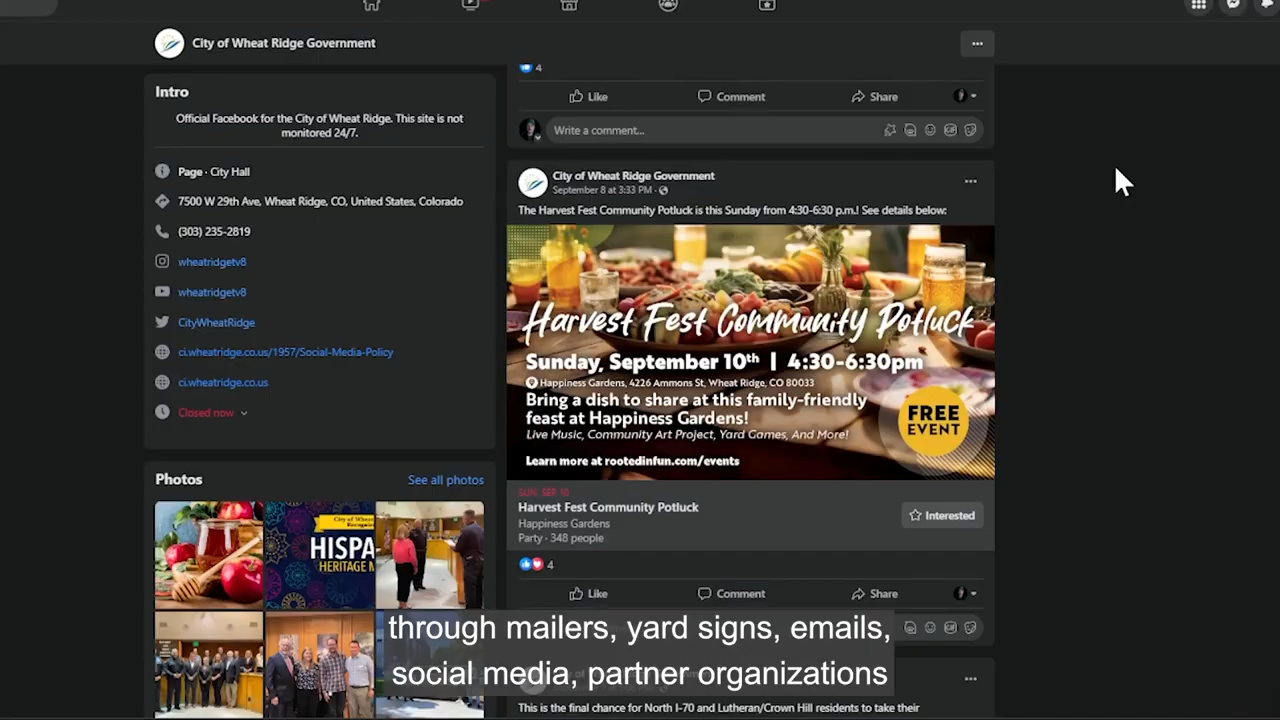 City of Wheat Ridge Government
Intro
Official Facebook for the City of Wheat Ridge. This site is not
monitored 24/7.
Page · City Hall
7500 W 29th Ave, Wheat Ridge, CO, United States, Colorado
(303) 235-2819
wheatridgetv8
wheatridgetv8
CityWheatRidge
ci.wheatridge.co.us/1957/Social-Media-Policy
ci.wheatridge.co.us
Closed now
Photos
See all photos
City of Wheat
HISPA
HERITAGE M
4
Like
Comment
Share
Write a comment...
City of Wheat Ridge Government
September 8 at 3:33 PM ·
The Harvest Fest Community Potluck is this Sunday from 4:30-6:30 p.m.! See details below:
Harvest Fest Community Potluck
Sunday, September 10th | 4:30-6:30pm
Happiness Gardens, 4226 Ammons St, Wheat Ridge, CO 80033
Bring a dish to share at this family-friendly
feast at Happiness Gardens!
Live Music, Community Art Project, Yard Games, And More!
Learn more at rootedinfun.com/events
FREE
EVENT
SUN, SEP 10
Harvest Fest Community Potluck
Happiness Gardens
Party · 348 people
Interested
4
Like
Comment
Share
through mailers, yard signs, emails,
social media, partner organizations
This is the final chance for North I-70 and Lutheran/Crown Hill residents to take their